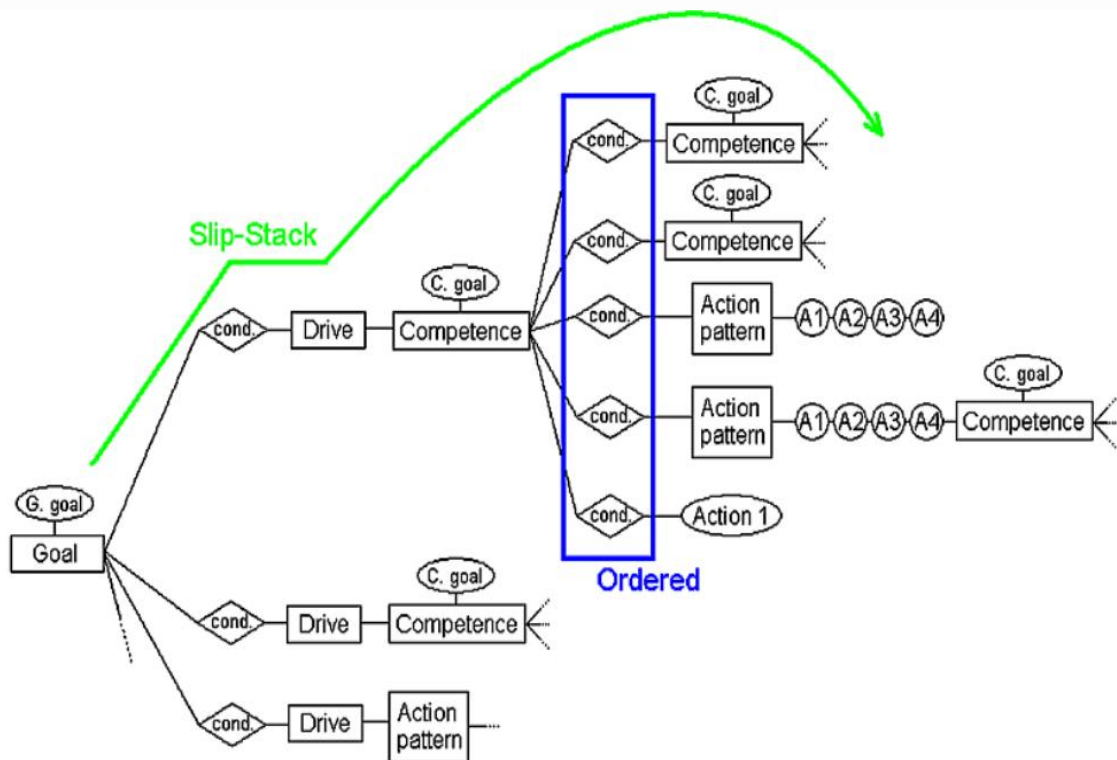 C. goal
cond.
Competence
C. goal
Slip-Stack
cond.
Competence
C. goal
cond.
Drive
Competence
cond.
Action
pattern
A1 A2 A3 A4
C. goal
cond.
Action
pattern
A1 A2 A3 A4
Competence
G. goal
cond.
Action 1
Goal
Ordered
C. goal
cond.
Drive
Competence
cond.
Drive
Action
pattern